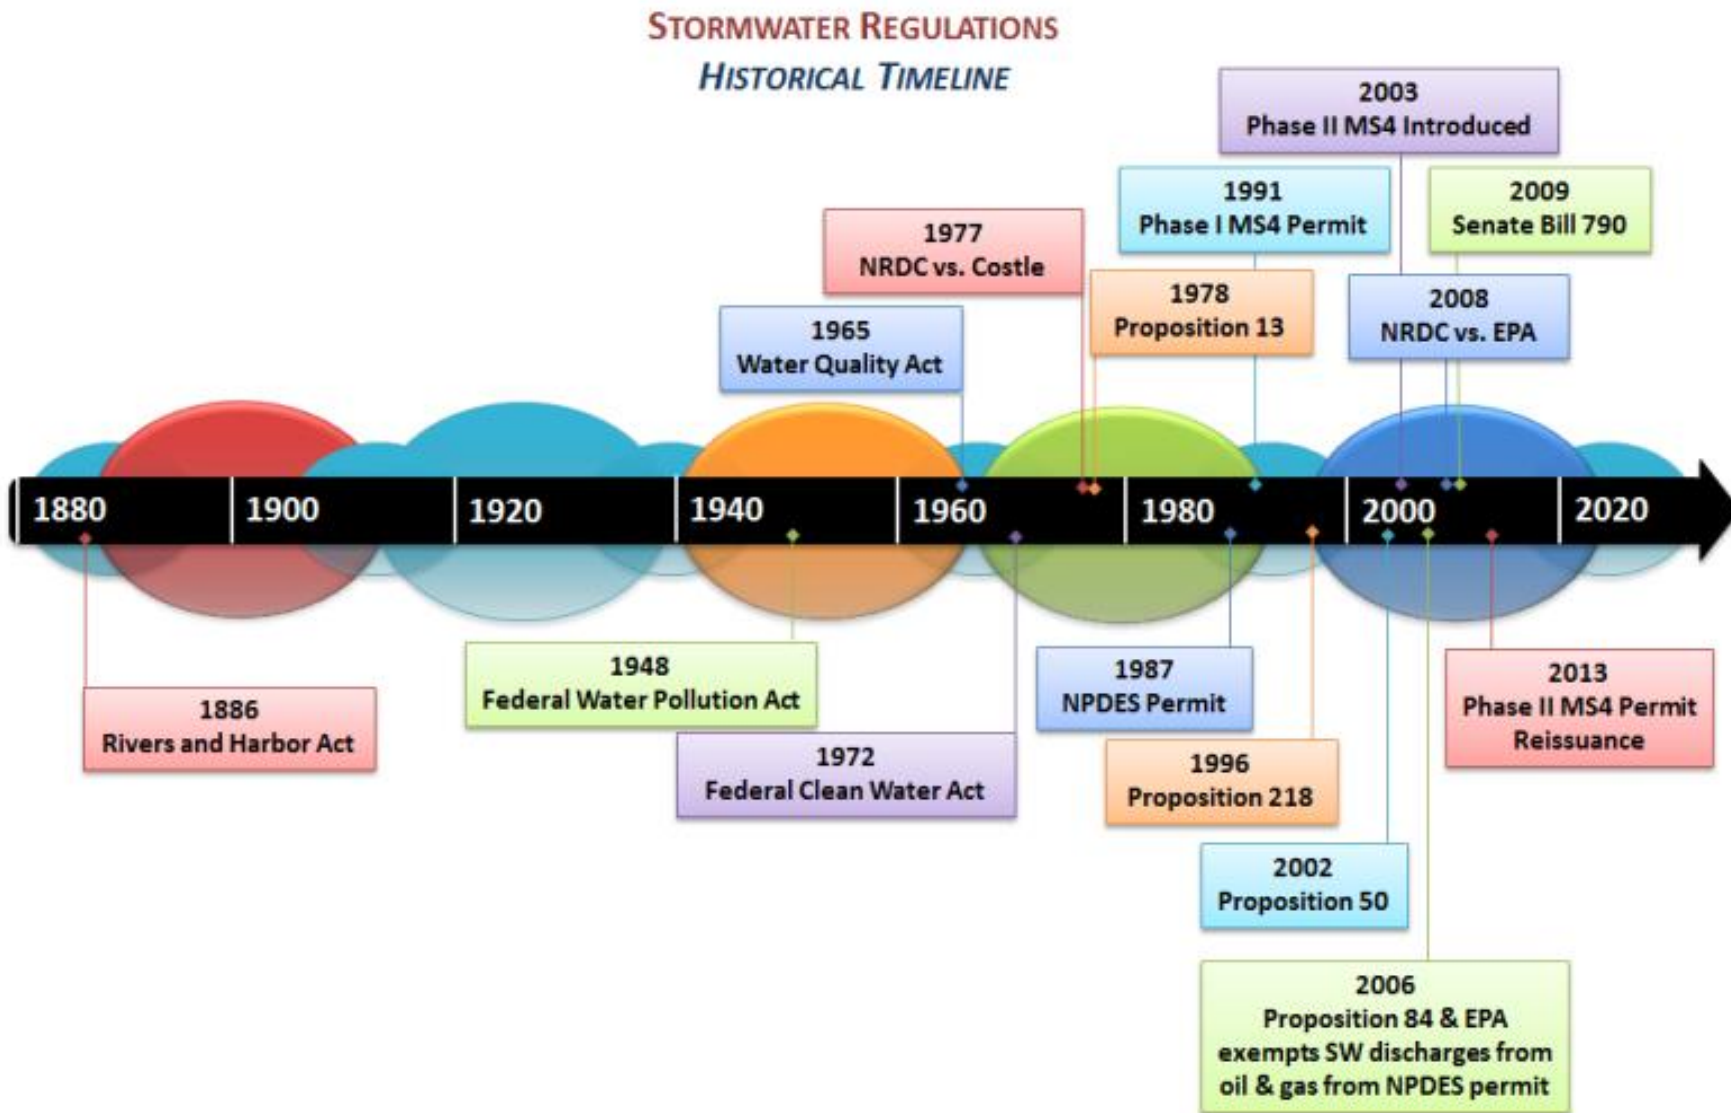 STORMWATER REGULATIONS
HISTORICAL TIMELINE
2003
Phase II MS4 Introduced
1991
Phase I MS4 Permit
2009
Senate Bill 790
1977
NRDC vs. Costle
1978
Proposition 13
2008
NRDC vs. EPA
1965
Water Quality Act
1880
1900
1920
1940
1960
1980
2000
2020
1886
Rivers and Harbor Act
1948
Federal Water Pollution Act
1972
Federal Clean Water Act
1987
NPDES Permit
1996
Proposition 218
2013
Phase II MS4 Permit
Reissuance
2002
Proposition 50
2006
Proposition 84 & EPA
exempts SW discharges from
oil & gas from NPDES permit